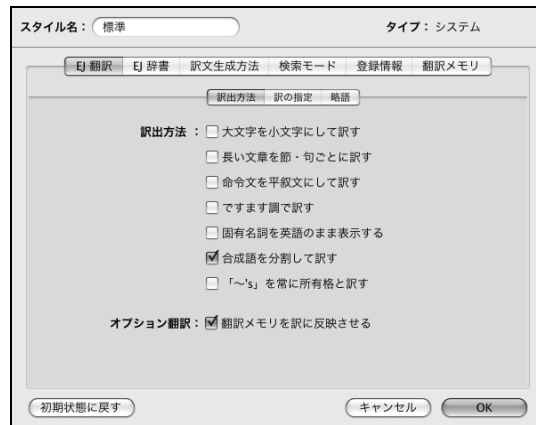 スタイル名： 標準 タイプ：システム
EJ 翻訳 EJ 辞書 訳文生成方法 検索モード 登録情報 翻訳メモリ
訳出方法 訳の指定 略語
訳出方法 ： 大文字を小文字にして訳す
長い文章を節・句ごとに訳す
命令文を平叙文にして訳す
ですます調で訳す
固有名詞を英語のまま表示する
合成語を分割して訳す
「〜's」を常に所有格と訳す
オプション翻訳： 翻訳メモリを訳に反映させる
初期状態に戻す キャンセル OK